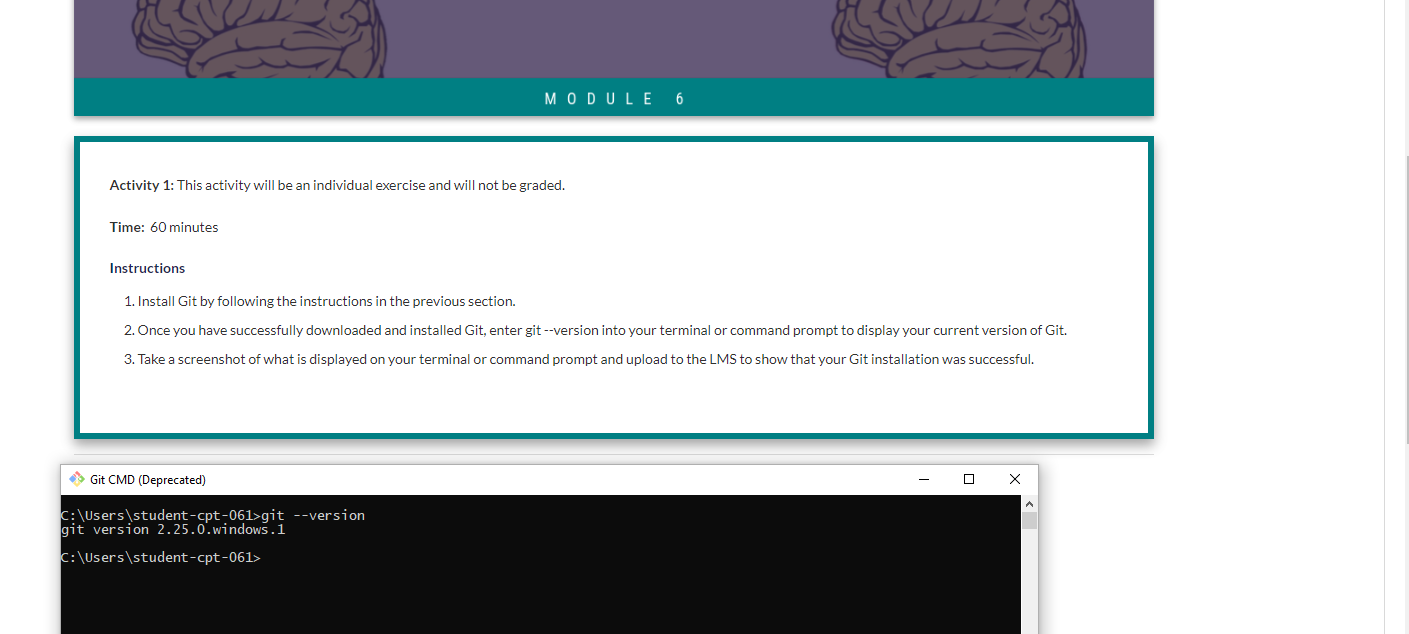 MODULE 6
Activity 1: This activity will be an individual exercise and will not be graded.
Time: 60 minutes
Instructions
1. Install Git by following the instructions in the previous section.
2. Once you have successfully downloaded and installed Git, enter git --version into your terminal or command prompt to display your current version of Git.
3. Take a screenshot of what is displayed on your terminal or command prompt and upload to the LMS to show that your Git installation was successful.
Git CMD (Deprecated)
C:\Users\student-cpt-061>git --version
git version 2.25.0.windows.1
C:\Users\student-cpt-061>